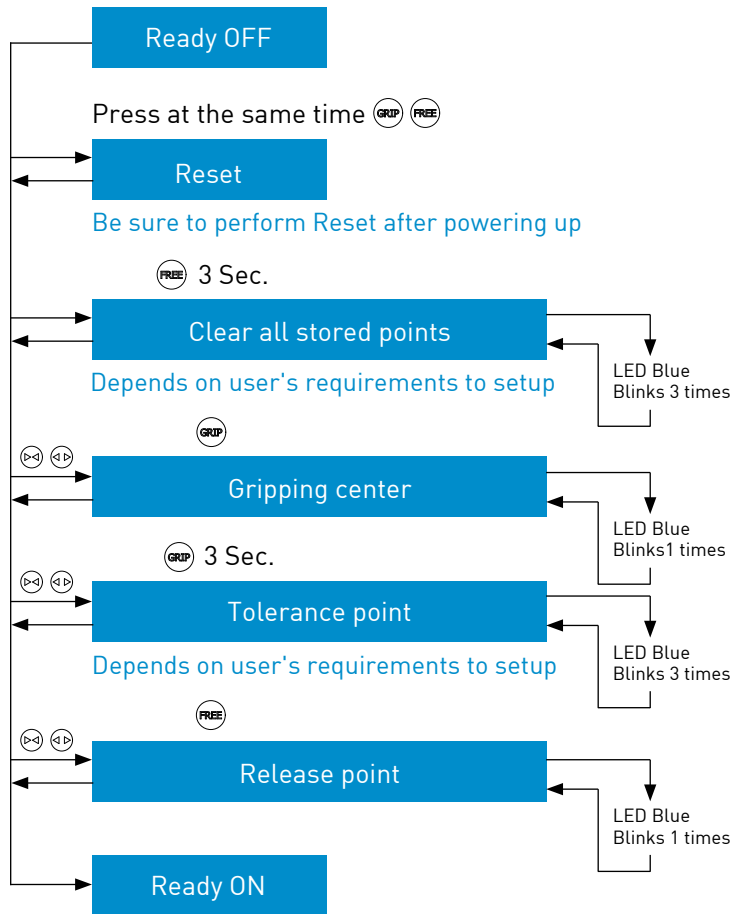 Ready OFF
Press at the same time GRIP FREE
Reset
Be sure to perform Reset after powering up
FREE 3 Sec.
Clear all stored points
LED Blue
Blinks 3 times
Depends on user's requirements to setup
GRIP
Gripping center
LED Blue
Blinks1 times
GRIP 3 Sec.
Tolerance point
LED Blue
Blinks 3 times
Depends on user's requirements to setup
FREE
Release point
LED Blue
Blinks 1 times
Ready ON